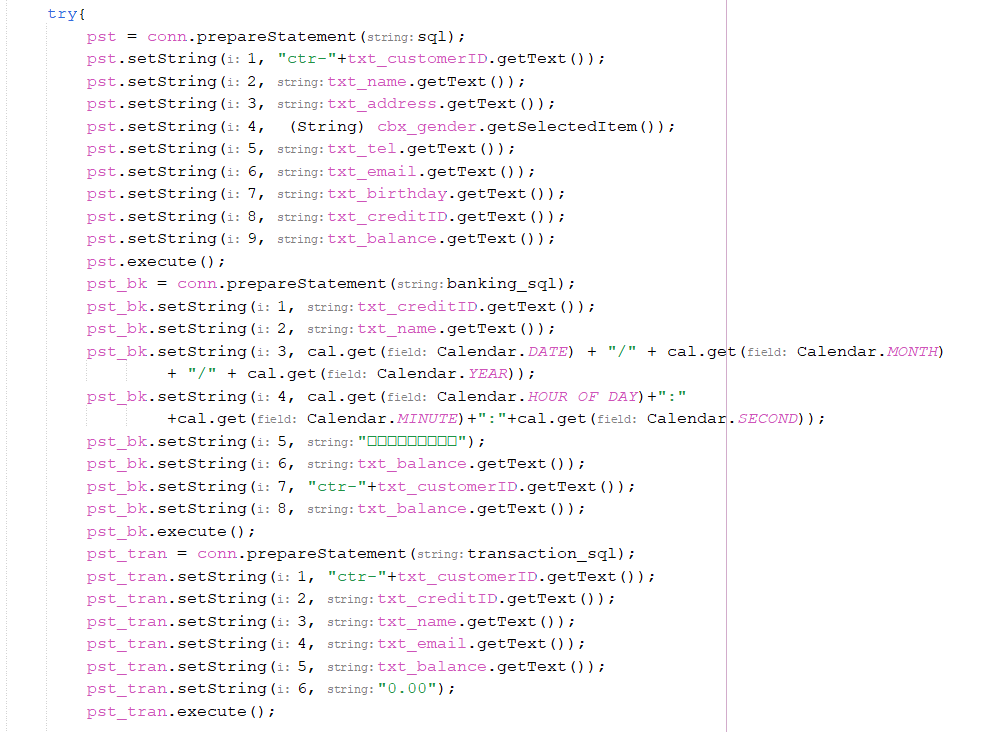 try{
pst = conn.prepareStatement(string: sql);
pst.setString(i: 1, "ctr-"+txt_customerID.getText());
pst.setString(i: 2, string: txt_name.getText());
pst.setString(i: 3, string: txt_address.getText());
pst.setString(i: 4, (String) cbx_gender.getSelectedItem());
pst.setString(i: 5, string: txt_tel.getText());
pst.setString(i: 6, string: txt_email.getText());
pst.setString(i: 7, string: txt_birthday.getText());
pst.setString(i: 8, string: txt_creditID.getText());
pst.setString(i: 9, string: txt_balance.getText());
pst.execute();
pst_bk = conn.prepareStatement(string: banking_sql);
pst_bk.setString(i: 1, string: txt_creditID.getText());
pst_bk.setString(i: 2, string: txt_name.getText());
pst_bk.setString(i: 3, cal.get(field: Calendar.DATE) + "/" + cal.get(field: Calendar.MONTH)
+ "/" + cal.get(field: Calendar.YEAR));
pst_bk.setString(i: 4, cal.get(field: Calendar.HOUR_OF_DAY)+":"
+cal.get(field: Calendar.MINUTE)+":"+cal.get(field: Calendar.SECOND));
pst_bk.setString(i: 5, string: "□□□□□□□□□");
pst_bk.setString(i: 6, string: txt_balance.getText());
pst_bk.setString(i: 7, "ctr-"+txt_customerID.getText());
pst_bk.setString(i: 8, string: txt_balance.getText());
pst_bk.execute();
pst_tran = conn.prepareStatement(string: transaction_sql);
pst_tran.setString(i: 1, "ctr-"+txt_customerID.getText());
pst_tran.setString(i: 2, string: txt_creditID.getText());
pst_tran.setString(i: 3, string: txt_name.getText());
pst_tran.setString(i: 4, string: txt_email.getText());
pst_tran.setString(i: 5, string: txt_balance.getText());
pst_tran.setString(i: 6, string: "0.00");
pst_tran.execute();